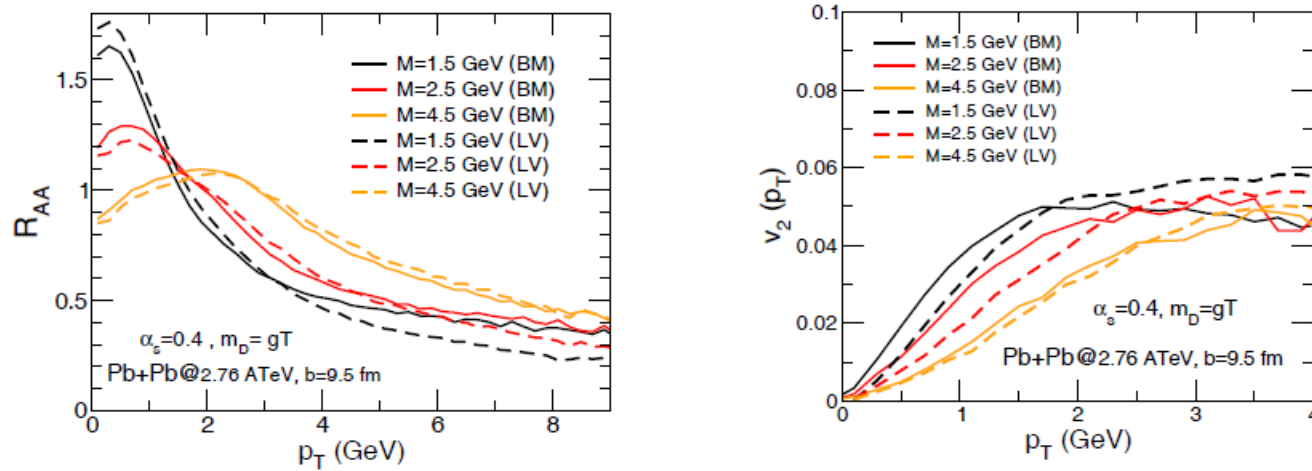 R_AA
1.5
1
0.5
0
M=1.5 GeV (BM)
M=2.5 GeV (BM)
M=4.5 GeV (BM)
M=1.5 GeV (LV)
M=2.5 GeV (LV)
M=4.5 GeV (LV)
α_s=0.4 , m_D= gT
Pb+Pb@2.76 ATeV, b=9.5 fm
0 2 4 6 8
p_T (GeV)
v_2 (p_T)
0.1
0.08
0.06
0.04
0.02
0
M=1.5 GeV (BM)
M=2.5 GeV (BM)
M=4.5 GeV (BM)
M=1.5 GeV (LV)
M=2.5 GeV (LV)
M=4.5 GeV (LV)
α_s=0.4, m_D=gT
Pb+Pb@2.76 ATeV, b=9.5 fm
0 1 2 3 4
p_T (GeV)